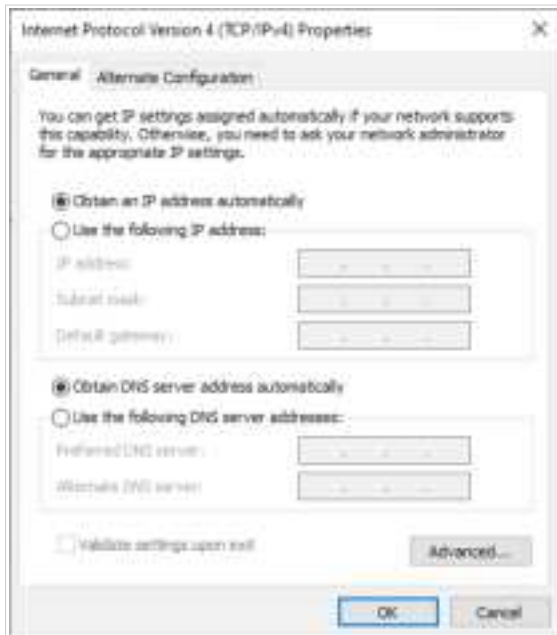 Internet Protocol Version 4 (TCP/IPv4) Properties
General
Alternate Configuration
You can get IP settings assigned automatically if your network supports
this capability. Otherwise, you need to ask your network administrator
for the appropriate IP settings.
Obtain an IP address automatically
Use the following IP address:
IP address:
Subnet mask:
Default gateway:
Obtain DNS server address automatically
Use the following DNS server addresses:
Preferred DNS server:
Alternate DNS server:
Validate settings upon exit
Advanced...
OK
Cancel